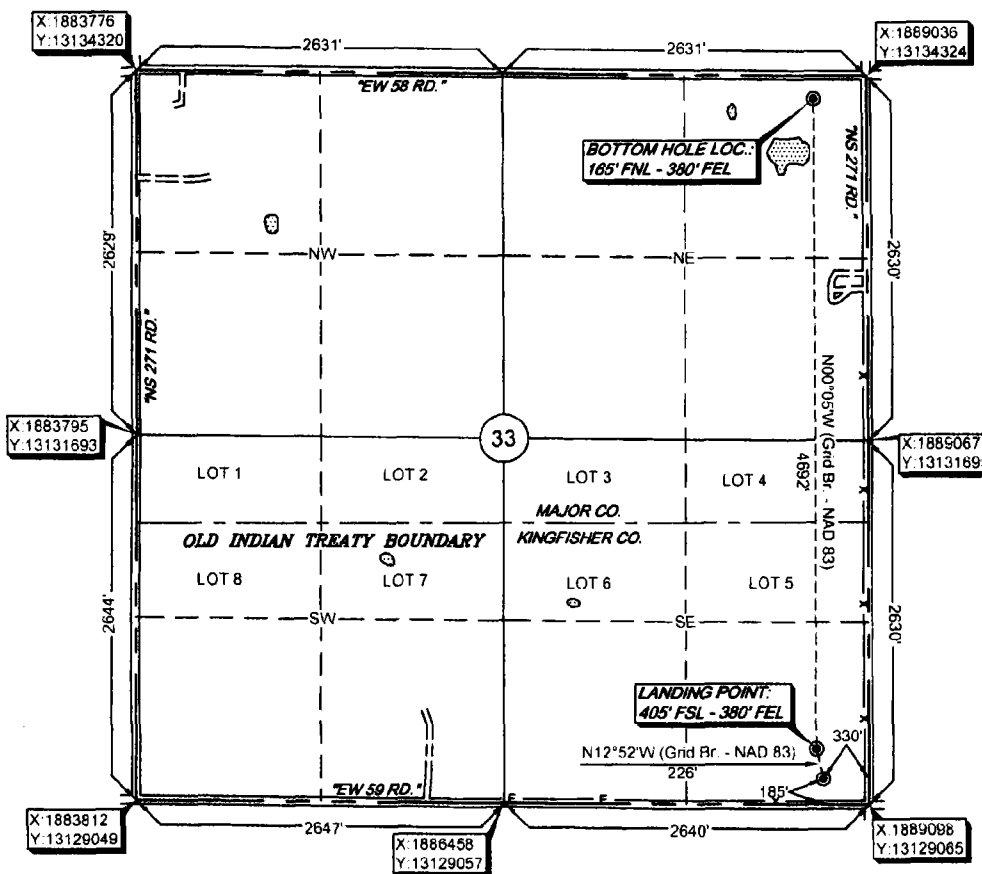 X:1883776
Y:13134320
2631'
2631'
X:1889036
Y:13134324
"EW 58 RD."
BOTTOM HOLE LOC.:
165' FNL - 380' FEL
"NS 271 RD."
2629'
NW
NE
2630'
"NS 271 RD."
N00°05'W (Grid Br. - NAD 83)
4692'
X:1883795
Y:13131693
33
X:1889067
Y:1313169
LOT 1
LOT 2
LOT 3
LOT 4
MAJOR CO.
OLD INDIAN TREATY BOUNDARY
KINGFISHER CO.
LOT 8
LOT 7
LOT 6
LOT 5
2644'
SW
SE
2630'
LANDING POINT:
405' FSL - 380' FEL
330'
N12°52'W (Grid Br. - NAD 83)
226'
185'
"EW 59 RD."
E
F
X:1883812
Y:13129049
2647'
X:1886458
Y:13129057
2640'
X:1889098
Y:13129065